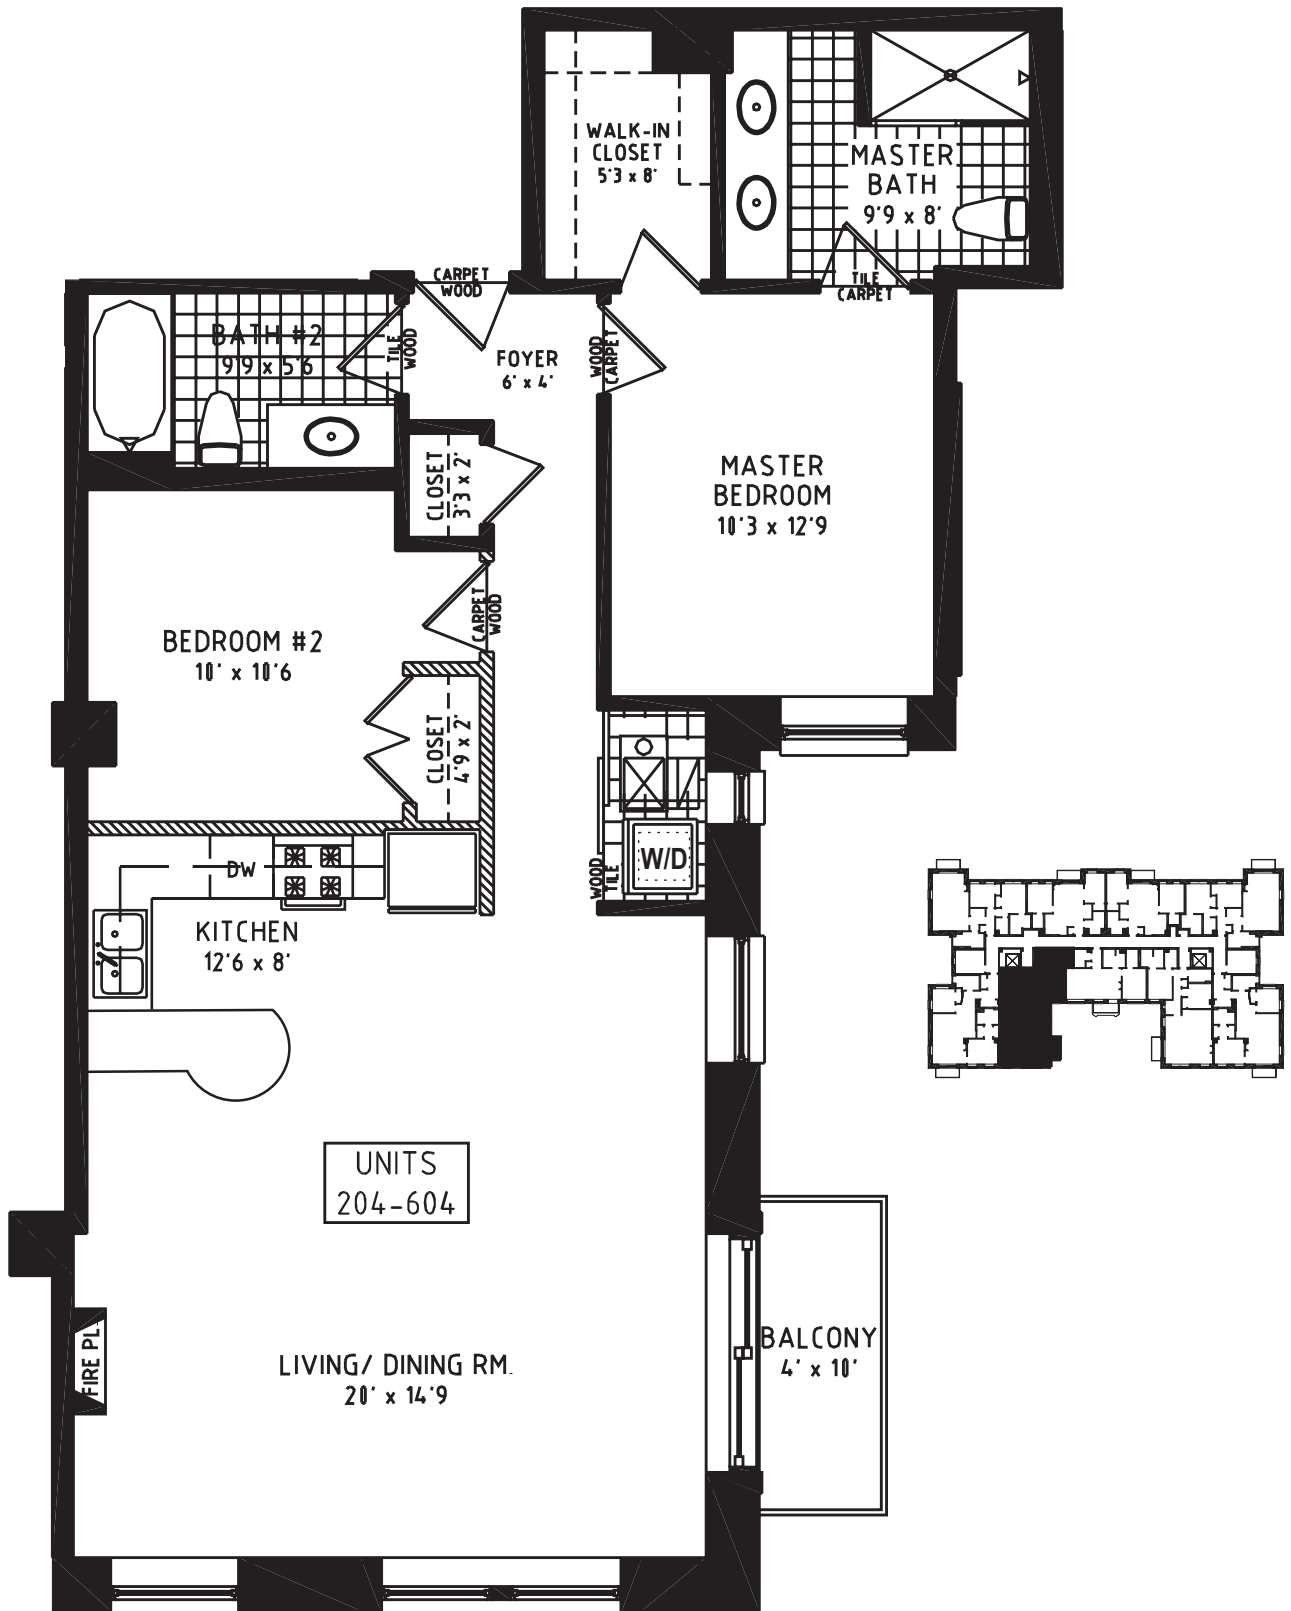 WALK-IN
CLOSET
5'3 x 8'
MASTER
BATH
9'9 x 8'
CARPET
WOOD
TILE
CARPET
BATH #2
9'9 x 5'6
TILE
WOOD
FOYER
6' x 4'
WOOD
CARPET
CLOSET
3'3 x 2'
MASTER
BEDROOM
10'3 x 12'9
CARPET
WOOD
BEDROOM #2
10' x 10'6
CLOSET
4'9 x 2'
DW
W/D
WOOD
TILE
KITCHEN
12'6 x 8'
UNITS
204-604
BALCONY
4' x 10'
FIRE PL.
LIVING/ DINING RM.
20' x 14'9